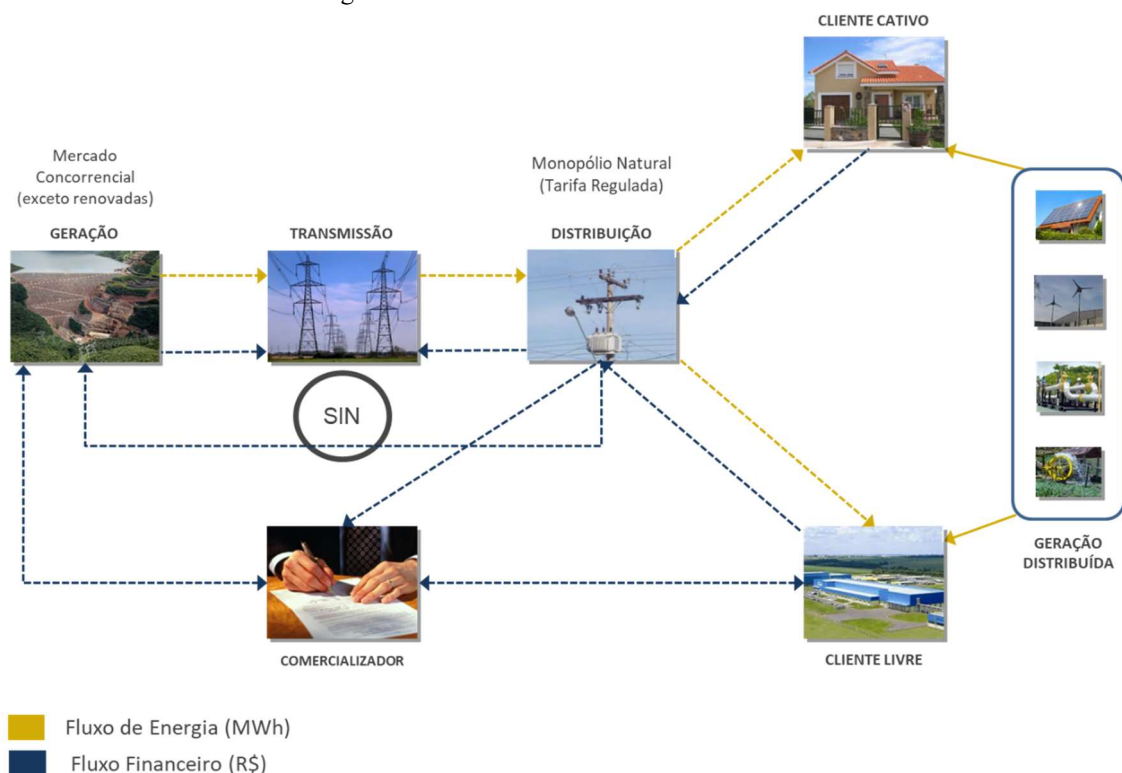 CLIENTE CATIVO
Mercado
Concorrencial
(exceto renovadas)
Monopólio Natural
(Tarifa Regulada)
GERAÇÃO
TRANSMISSÃO
DISTRIBUIÇÃO
SIN
GERAÇÃO
DISTRIBUÍDA
COMERCIALIZADOR
CLIENTE LIVRE
Fluxo de Energia (MWh)
Fluxo Financeiro (R$)